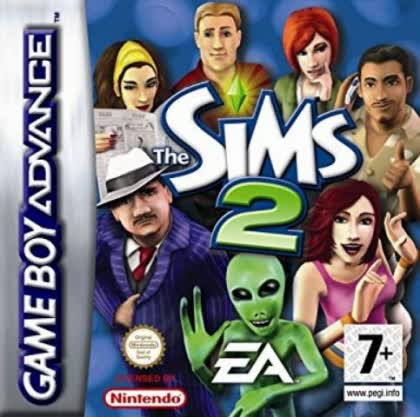 GAME BOY ADVANCE
The
SIMS
2
Original
Nintendo
Seal of
Quality
LICENSED BY
Nintendo
EA
7+
www.pegi.info